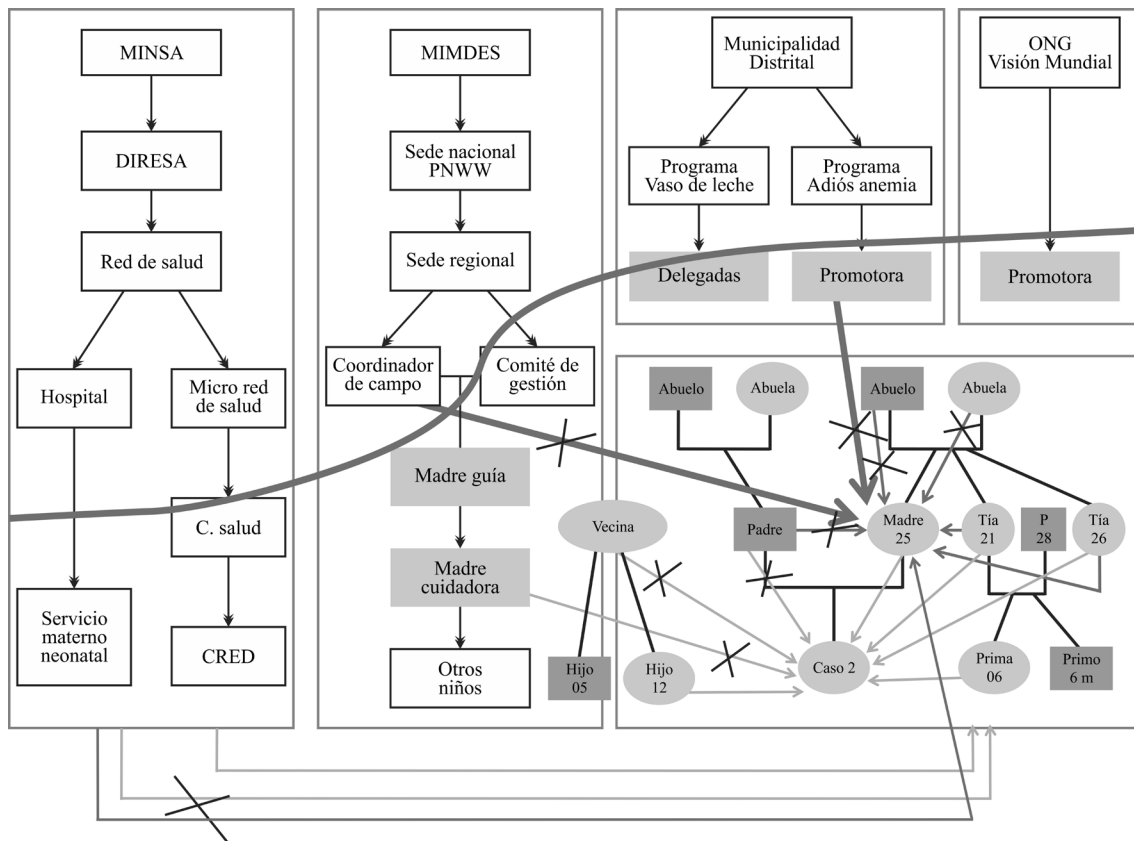 MINSA
DIRESA
Red de salud
Hospital
Micro red
de salud
C. salud
Servicio
materno
neonatal
CRED
MIMDES
Sede nacional
PNWW
Sede regional
Coordinador
de campo
Comité de
gestión
Madre guía
Madre
cuidadora
Otros
niños
Municipalidad
Distrital
Programa
Vaso de leche
Programa
Adiós anemia
Delegadas
Promotora
ONG
Visión Mundial
Promotora
Abuelo
Abuela
Abuelo
Abuela
Vecina
Padre
Madre
25
Tía
21
P
28
Tía
26
Hijo
05
Hijo
12
Caso 2
Prima
06
Primo
6 m